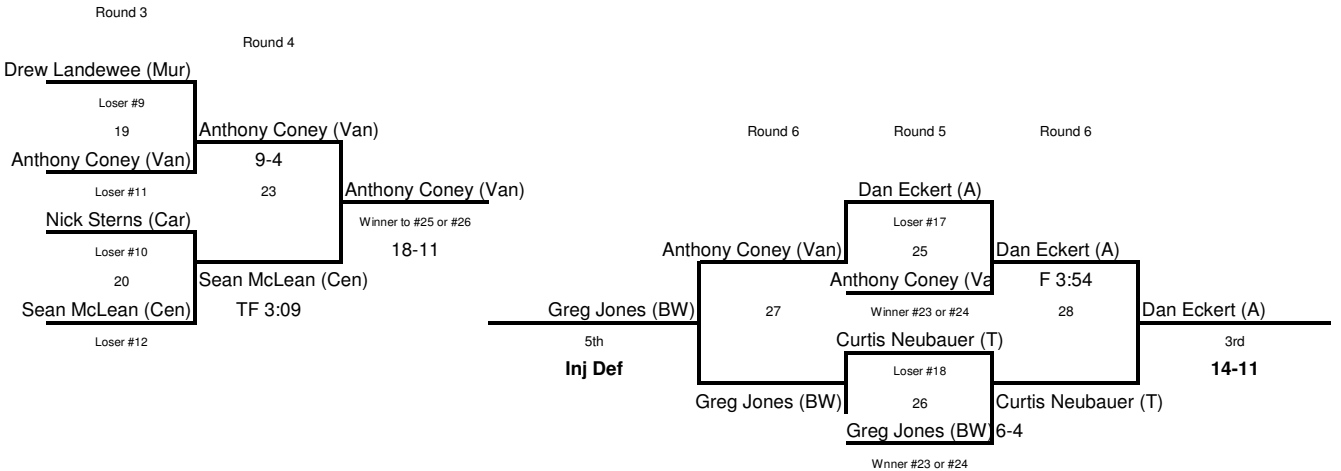 Round 3
Round 4
Drew Landewee (Mur)
Loser #9
19
Anthony Coney (Van)
Anthony Coney (Van)
9-4
Loser #11
23
Nick Sterns (Car)
Loser #10
20
Sean McLean (Cen)
Sean McLean (Cen)
TF 3:09
Loser #12
Anthony Coney (Van)
Winner to #25 or #26
18-11
Round 6
Round 5
Round 6
Dan Eckert (A)
Loser #17
Anthony Coney (Van)
25
Dan Eckert (A)
Anthony Coney (Va
F 3:54
Greg Jones (BW)
27
Winner #23 or #24
28
Dan Eckert (A)
5th
Curtis Neubauer (T)
3rd
Inj Def
Loser #18
14-11
Greg Jones (BW)
26
Curtis Neubauer (T)
Greg Jones (BW)
6-4
Wnner #23 or #24